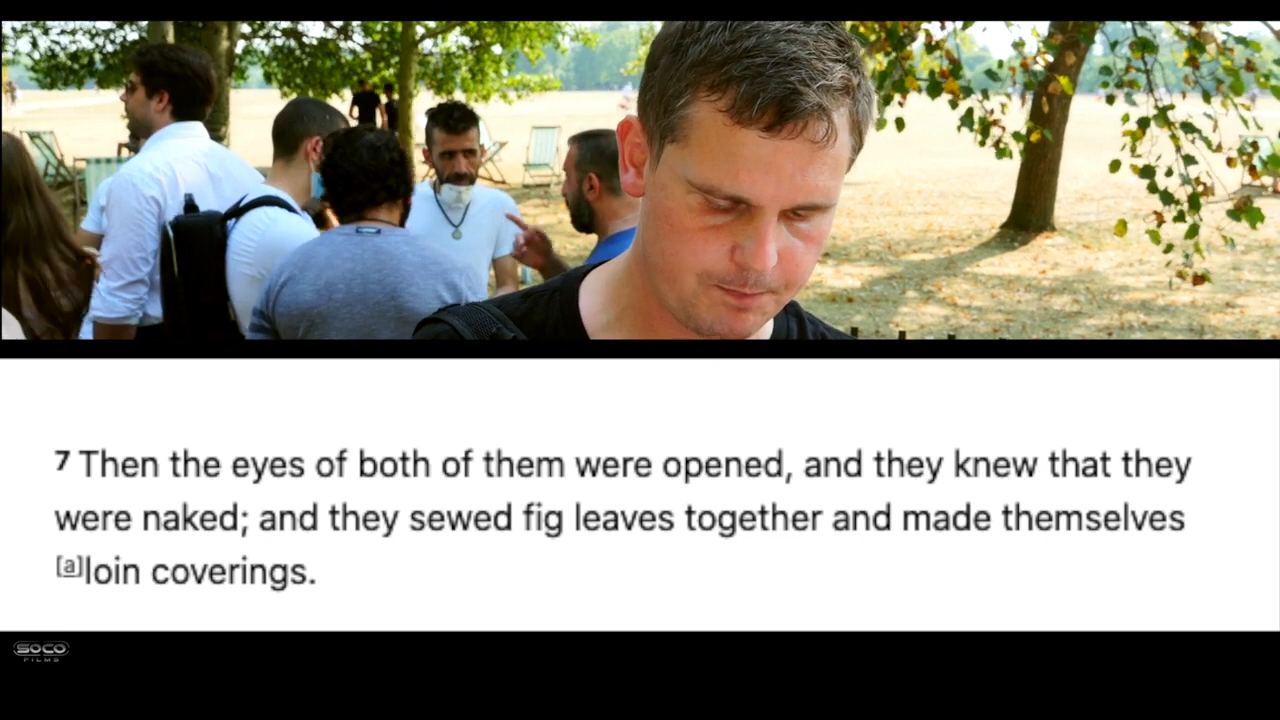 7 Then the eyes of both of them were opened, and they knew that they
were naked; and they sewed fig leaves together and made themselves
[a]loin coverings.
SOCO
FILMS